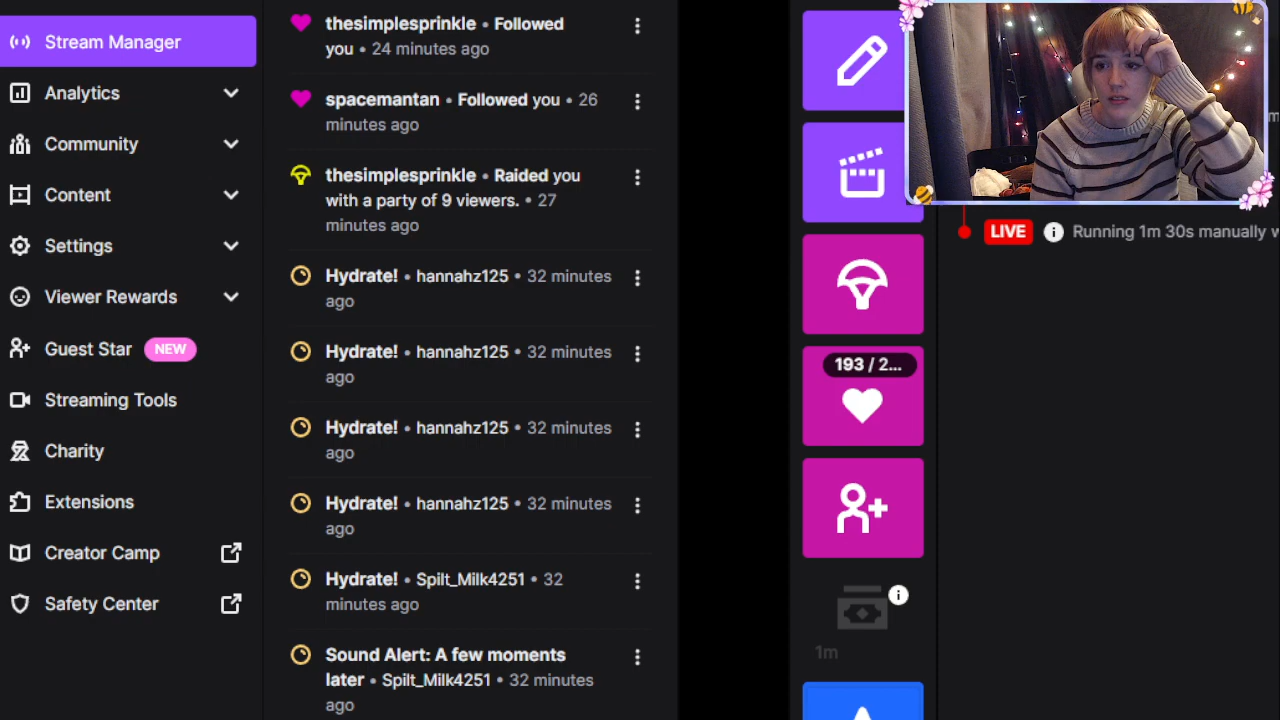 Stream Manager
Analytics
Community
Content
Settings
Viewer Rewards
Guest Star NEW
Streaming Tools
Charity
Extensions
Creator Camp
Safety Center
thesimplesprinkle • Followed
you • 24 minutes ago
spacemantan • Followed you • 26
minutes ago
thesimplesprinkle • Raided you
with a party of 9 viewers. • 27
minutes ago
Hydrate! • hannahz125 • 32 minutes
ago
Hydrate! • hannahz125 • 32 minutes
ago
Hydrate! • hannahz125 • 32 minutes
ago
Hydrate! • hannahz125 • 32 minutes
ago
Hydrate! • Spilt_Milk4251 • 32
minutes ago
Sound Alert: A few moments
later • Spilt_Milk4251 • 32 minutes
ago
193 / 2...
1m
LIVE Running 1m 30s manually